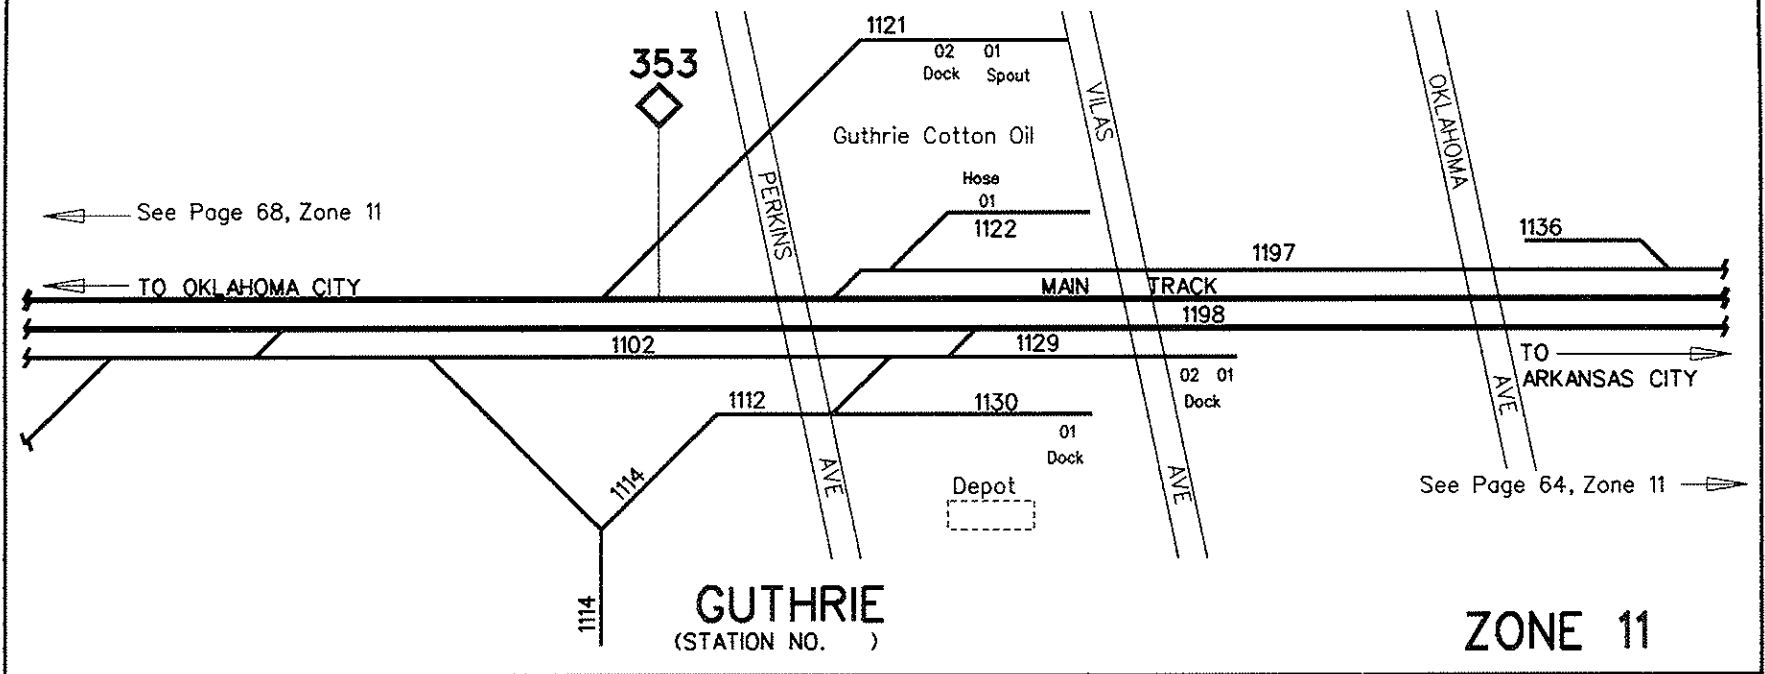 1121
02 01
Dock Spout
353
VILAS
OKLAHOMA
Guthrie Cotton Oil
PERKINS
Hose
01
See Page 68, Zone 11
1122
1136
1197
TO OKLAHOMA CITY
MAIN TRACK
1198
1102
1129
TO
ARKANSAS CITY
02 01
Dock
AVE
1112
1130
01
Dock
AVE
AVE
1114
Depot
See Page 64, Zone 11
1114
GUTHRIE
(STATION NO. )
ZONE 11